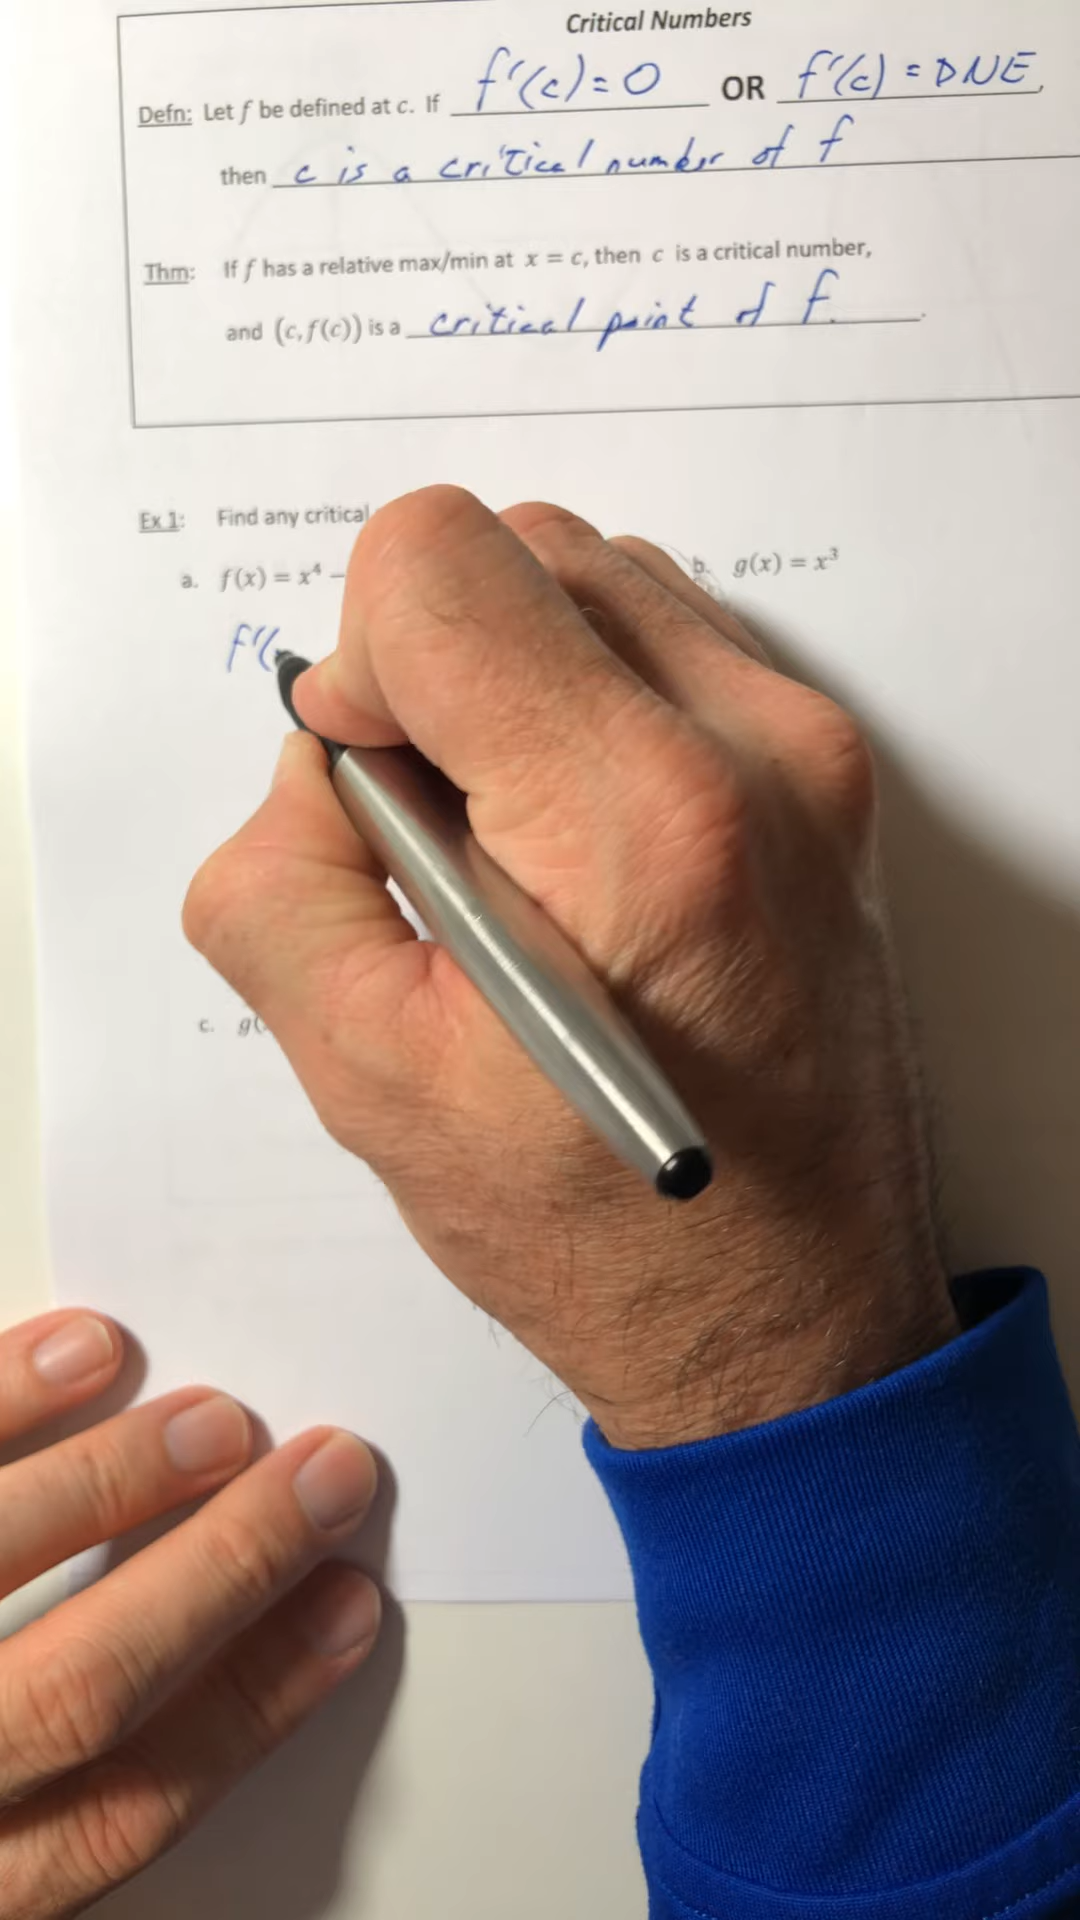 Critical Numbers
Defn: Let f be defined at c. If f'(c)=0 OR f'(c) = DNE,
then c is a critical number of f
Thm: If f has a relative max/min at x = c, then c is a critical number,
and (c, f(c)) is a critical point of f.
Ex 1: Find any critical
a. f(x) = x⁴ −
b. g(x) = x³
f'(
c. g(